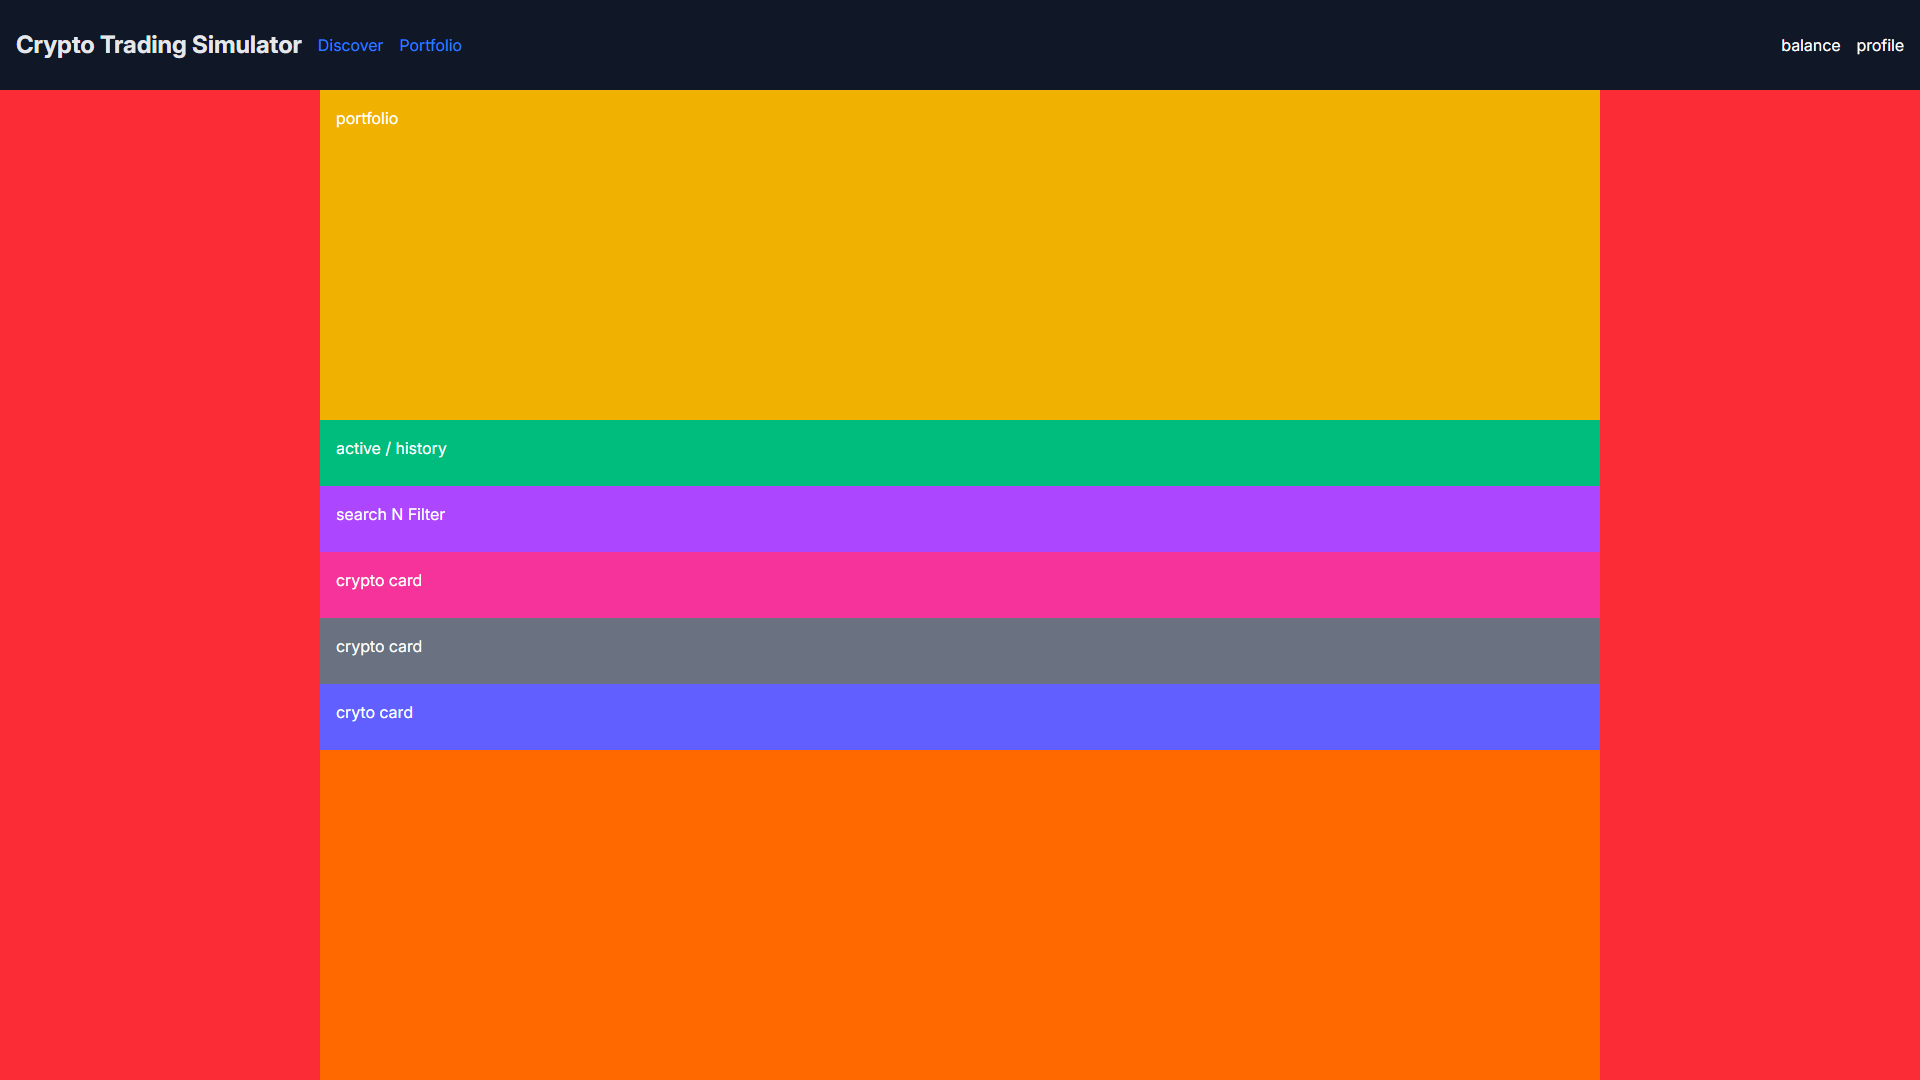 Crypto Trading Simulator Discover Portfolio balance profile
portfolio
active / history
search N Filter
crypto card
crypto card
cryto card